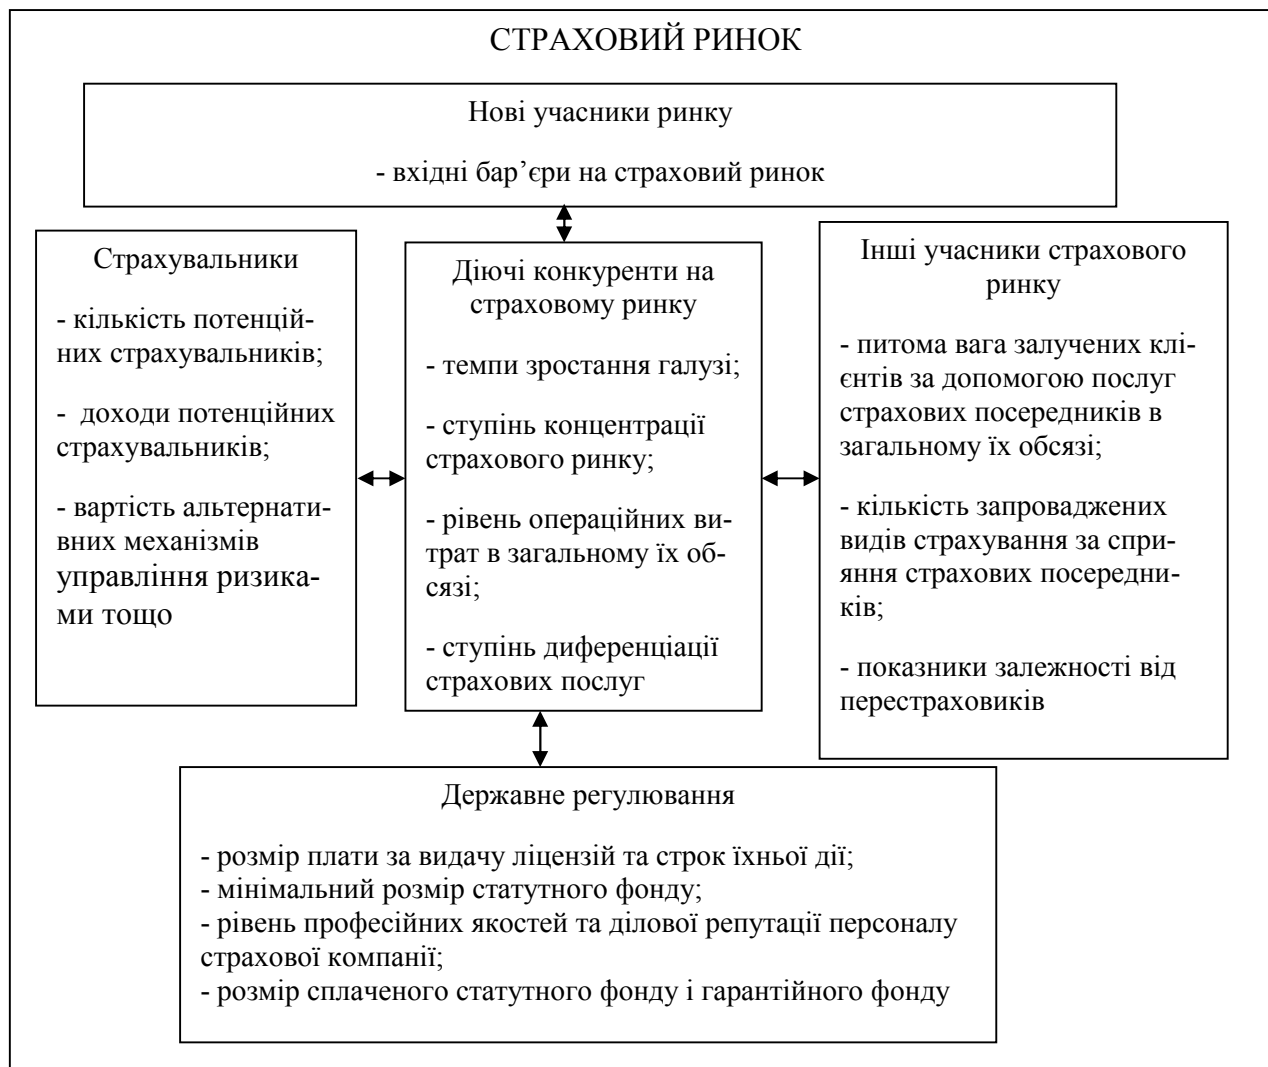 СТРАХОВИЙ РИНОК
Нові учасники ринку
- вхідні бар’єри на страховий ринок
Страхувальники
- кількість потенцій-
них страхувальників;
- доходи потенційних
страхувальників;
- вартість альтернати-
вних механізмів
управління ризика-
ми тощо
Діючі конкуренти на
страховому ринку
- темпи зростання галузі;
- ступінь концентрації
страхового ринку;
- рівень операційних ви-
трат в загальному їх об-
сязі;
- ступінь диференціації
страхових послуг
Інші учасники страхового
ринку
- питома вага залучених клі-
єнтів за допомогою послуг
страхових посередників в
загальному їх обсязі;
- кількість запроваджених
видів страхування за спри-
яння страхових посередни-
ків;
- показники залежності від
перестраховиків
Державне регулювання
- розмір плати за видачу ліцензій та строк їхньої дії;
- мінімальний розмір статутного фонду;
- рівень професійних якостей та ділової репутації персоналу
страхової компанії;
- розмір сплаченого статутного фонду і гарантійного фонду